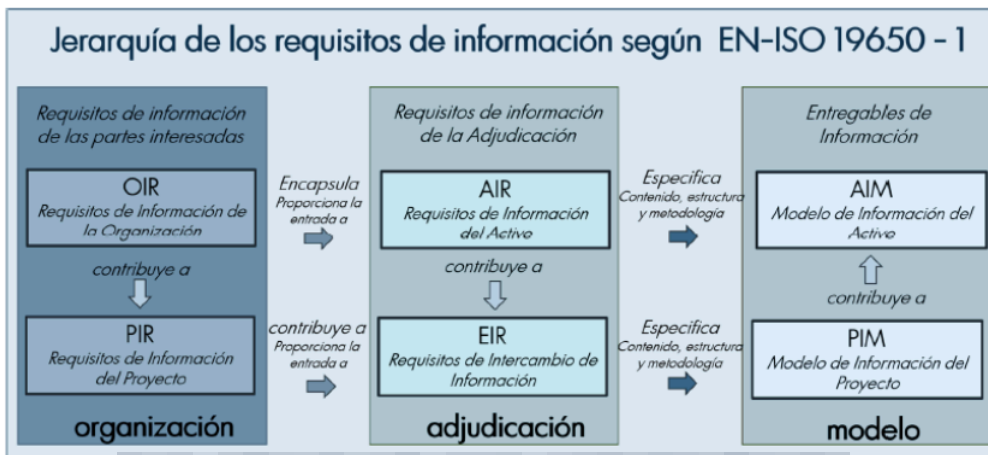 Jerarquía de los requisitos de información según EN-ISO 19650 - 1
Requisitos de información
de las partes interesadas
OIR
Requisitos de Información de
la Organización
contribuye a
PIR
Requisitos de Información
del Proyecto
organización
Encapsula
Proporciona la
entrada a
contribuye a
Proporciona la
entrada a
Requisitos de información
de la Adjudicación
AIR
Requisitos de Información
del Activo
contribuye a
EIR
Requisitos de Intercambio de
Información
adjudicación
Especifica
Contenido, estructura
y metodología
Especifica
Contenido, estructura
y metodología
Entregables de
Información
AIM
Modelo de Información del
Activo
contribuye a
PIM
Modelo de Información del
Proyecto
modelo